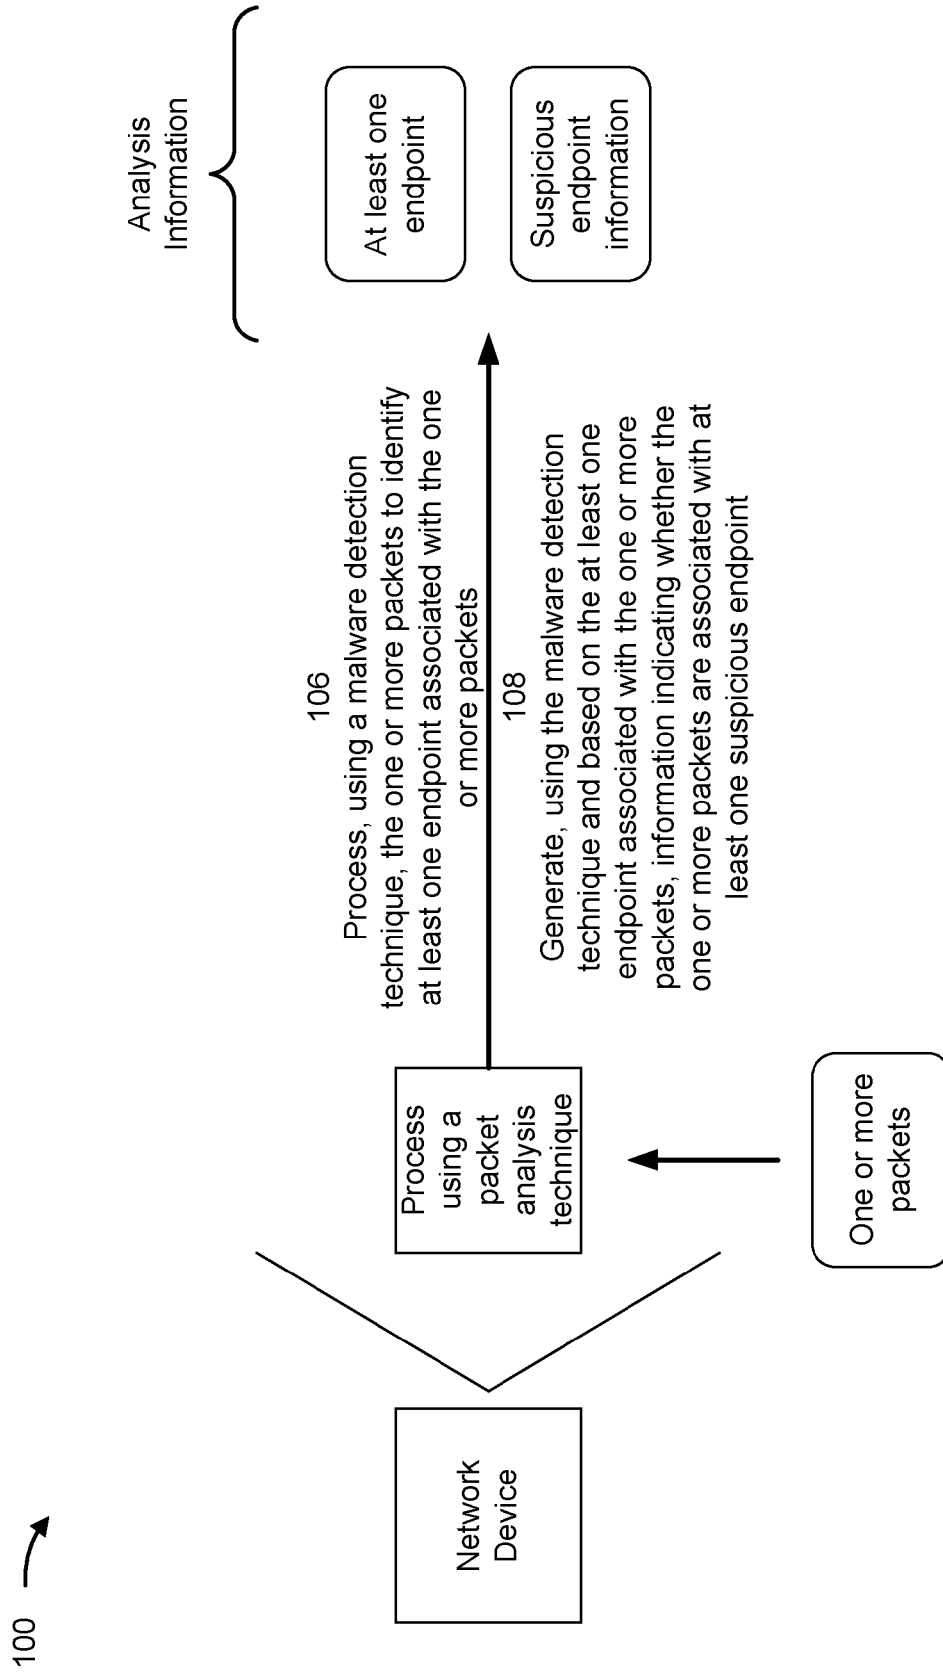 100
Network
Device
Process
using a
packet
analysis
technique
One or more
packets
106
Process, using a malware detection
technique, the one or more packets to identify
at least one endpoint associated with the one
or more packets
108
Generate, using the malware detection
technique and based on the at least one
endpoint associated with the one or more
packets, information indicating whether the
one or more packets are associated with at
least one suspicious endpoint
Analysis
Information
At least one
endpoint
Suspicious
endpoint
information